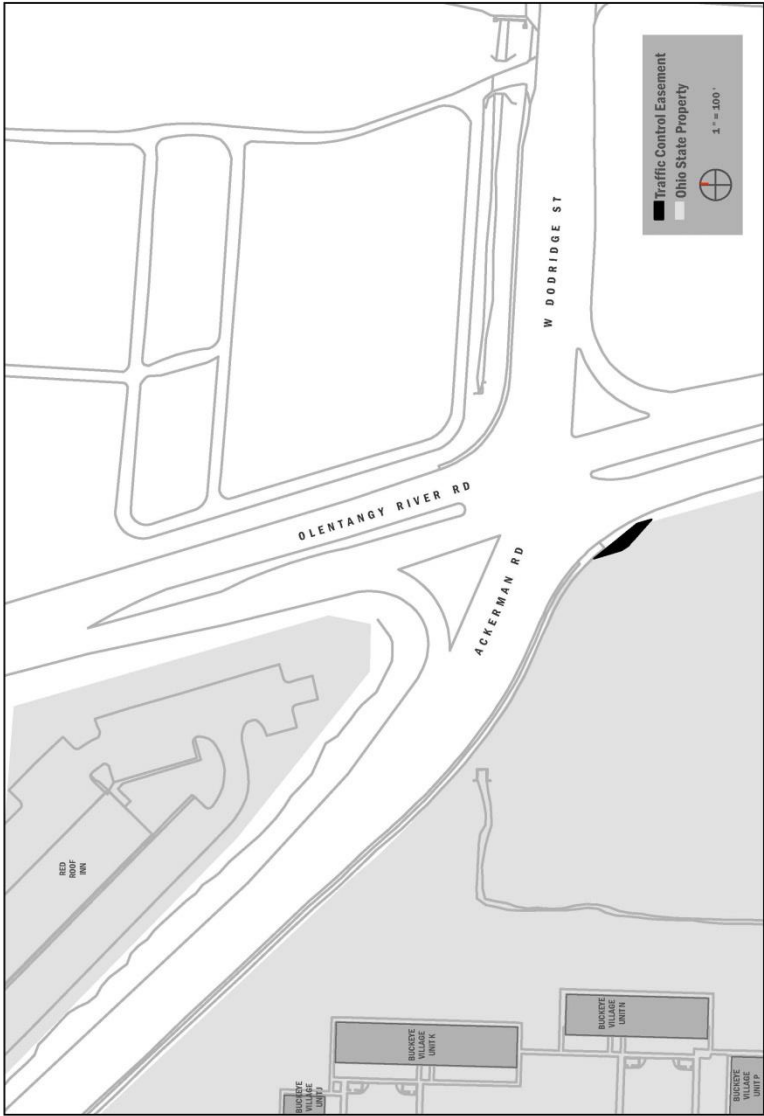 Traffic Control Easement
Ohio State Property
1" = 100'
W DODRIDGE ST
OLENTANGY RIVER RD
ACKERMAN RD
RED
ROOF
INN
BUCKEYE
VILLAGE
UNIT J
BUCKEYE
VILLAGE
UNIT K
BUCKEYE
VILLAGE
UNIT N
BUCKEYE
VILLAGE
UNIT P